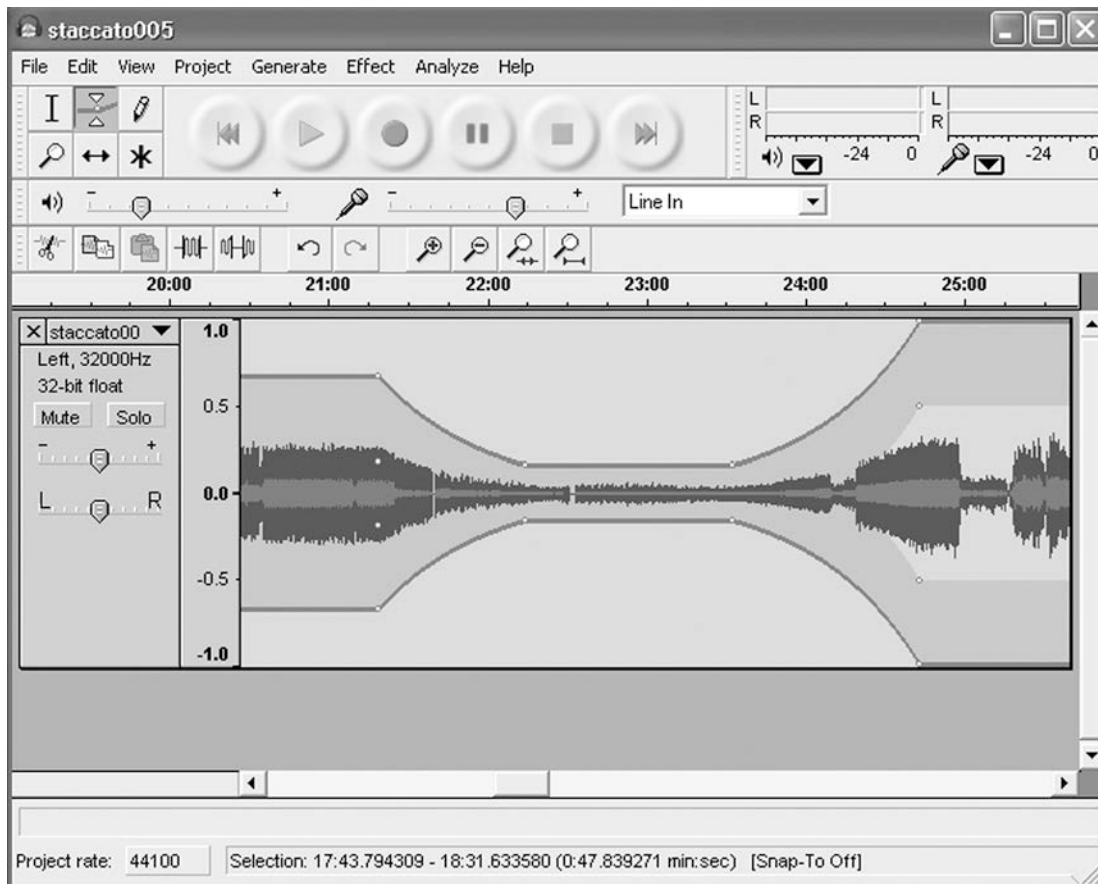 staccato005
File Edit View Project Generate Effect Analyze Help
L L
R R
-24 0 -24 0
- + - + Line In
20:00 21:00 22:00 23:00 24:00 25:00
X staccato00 1.0
Left, 32000Hz
32-bit float
Mute Solo 0.5
- +
L R 0.0
-0.5
-1.0
Project rate: 44100 Selection: 17:43.794309 - 18:31.633580 (0:47.839271 min:sec) [Snap-To Off]